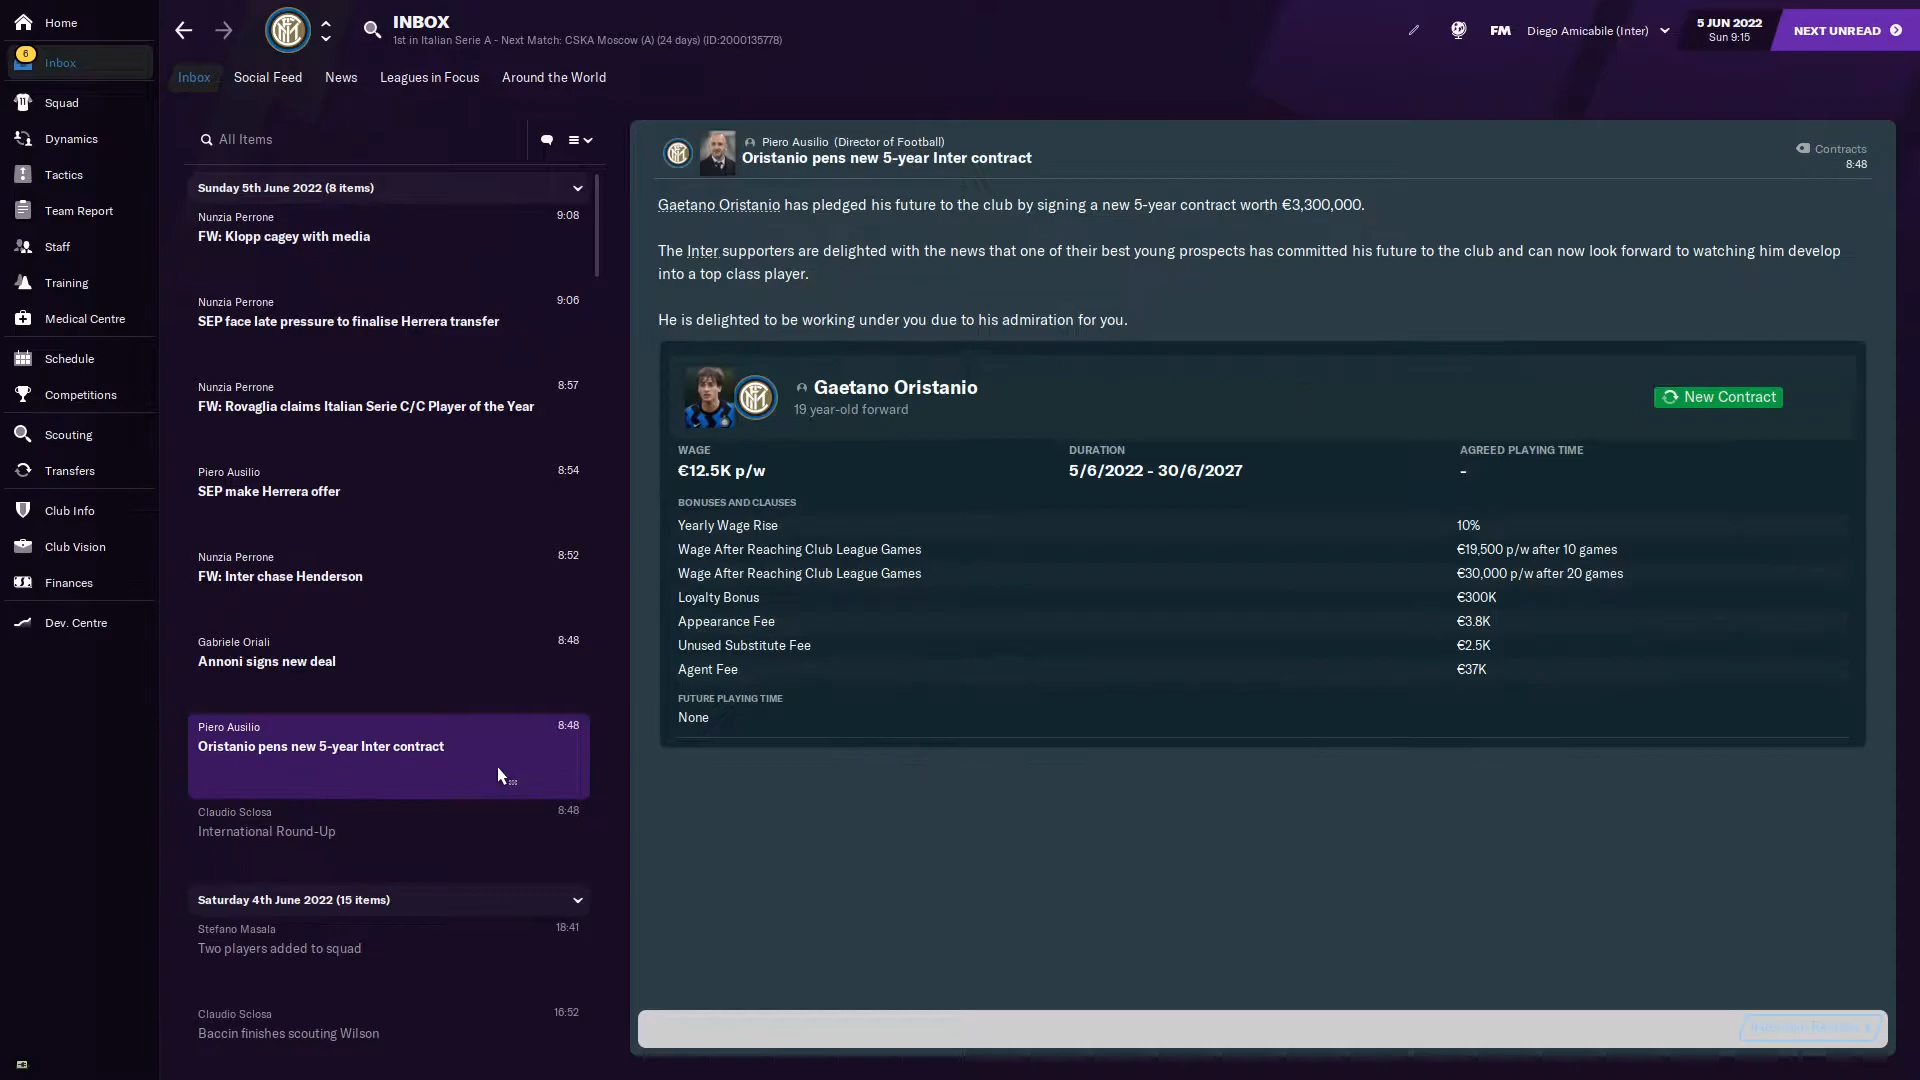 Home
6
Inbox
Squad
Dynamics
Tactics
Team Report
Staff
Training
Medical Centre
Schedule
Competitions
Scouting
Transfers
Club Info
Club Vision
Finances
Dev. Centre
INBOX
1st in Italian Serie A - Next Match: CSKA Moscow (A) (24 days) (ID:2000135778)
FM
Diego Amicabile (Inter)
5 JUN 2022
Sun 9:15
NEXT UNREAD
Inbox
Social Feed
News
Leagues in Focus
Around the World
All Items
Sunday 5th June 2022 (8 items)
Nunzia Perrone 9:08
FW: Klopp cagey with media
Nunzia Perrone 9:06
SEP face late pressure to finalise Herrera transfer
Nunzia Perrone 8:57
FW: Rovaglia claims Italian Serie C/C Player of the Year
Piero Ausilio 8:54
SEP make Herrera offer
Nunzia Perrone 8:52
FW: Inter chase Henderson
Gabriele Oriali 8:48
Annoni signs new deal
Piero Ausilio 8:48
Oristanio pens new 5-year Inter contract
Claudio Sclosa 8:48
International Round-Up
Saturday 4th June 2022 (15 items)
Stefano Masala 18:41
Two players added to squad
Claudio Sclosa 16:52
Baccin finishes scouting Wilson
Piero Ausilio (Director of Football)
Oristanio pens new 5-year Inter contract
Contracts
8:48
Gaetano Oristanio has pledged his future to the club by signing a new 5-year contract worth €3,300,000.
The Inter supporters are delighted with the news that one of their best young prospects has committed his future to the club and can now look forward to watching him develop
into a top class player.
He is delighted to be working under you due to his admiration for you.
Gaetano Oristanio
19 year-old forward
New Contract
WAGE
€12.5K p/w
DURATION
5/6/2022 - 30/6/2027
AGREED PLAYING TIME
-
BONUSES AND CLAUSES
Yearly Wage Rise 10%
Wage After Reaching Club League Games €19,500 p/w after 10 games
Wage After Reaching Club League Games €30,000 p/w after 20 games
Loyalty Bonus €300K
Appearance Fee €3.8K
Unused Substitute Fee €2.5K
Agent Fee €37K
FUTURE PLAYING TIME
None